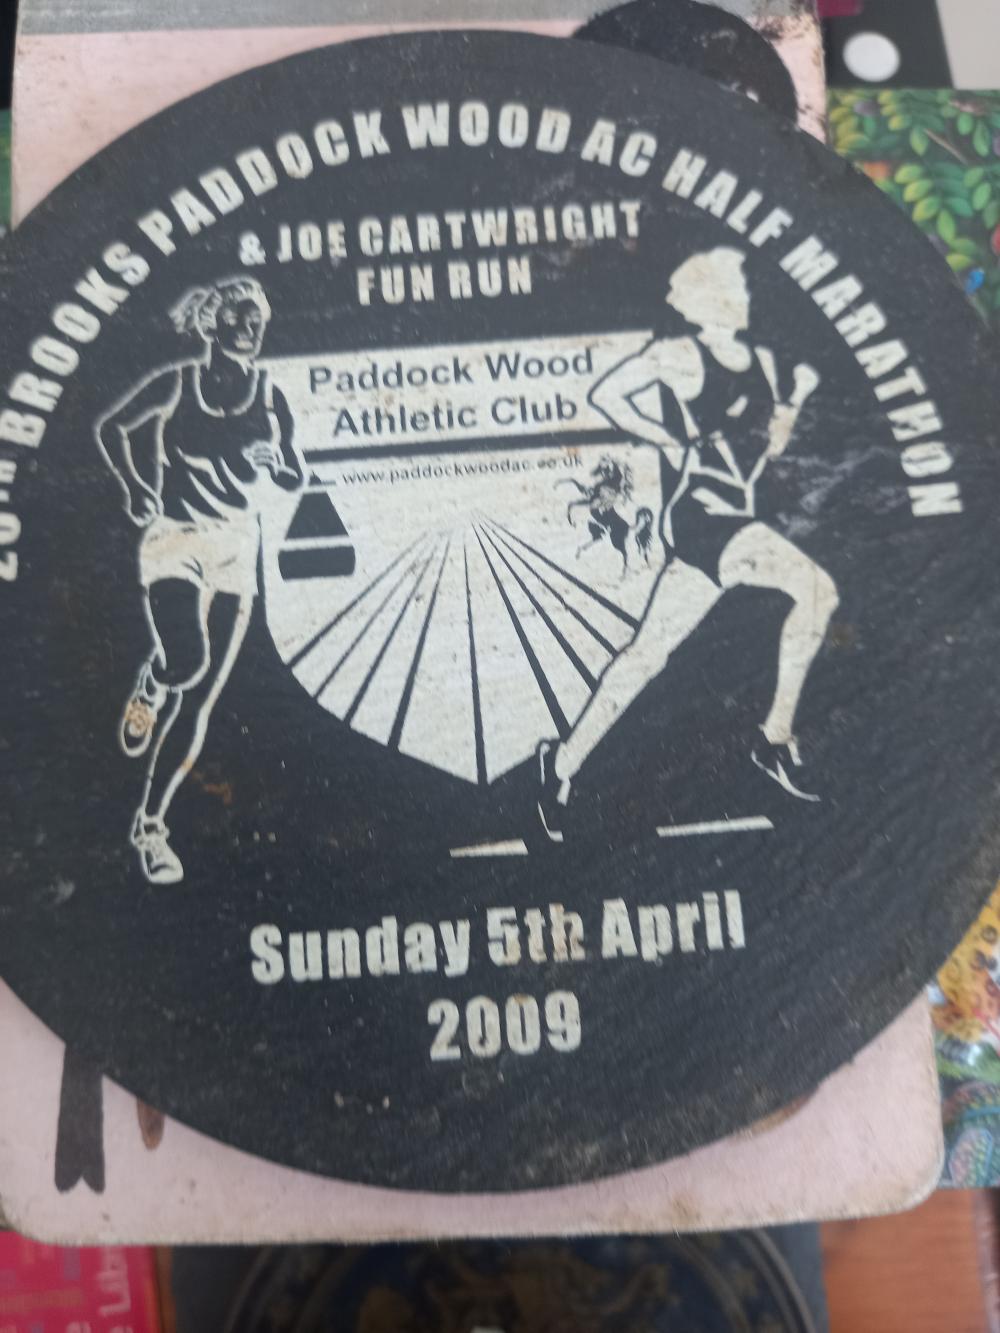 20TH BROOKS PADDOCK WOOD AC HALF MARATHON
& JOE CARTWRIGHT
FUN RUN
Paddock Wood
Athletic Club
www.paddockwoodac.co.uk
Sunday 5th April
2009